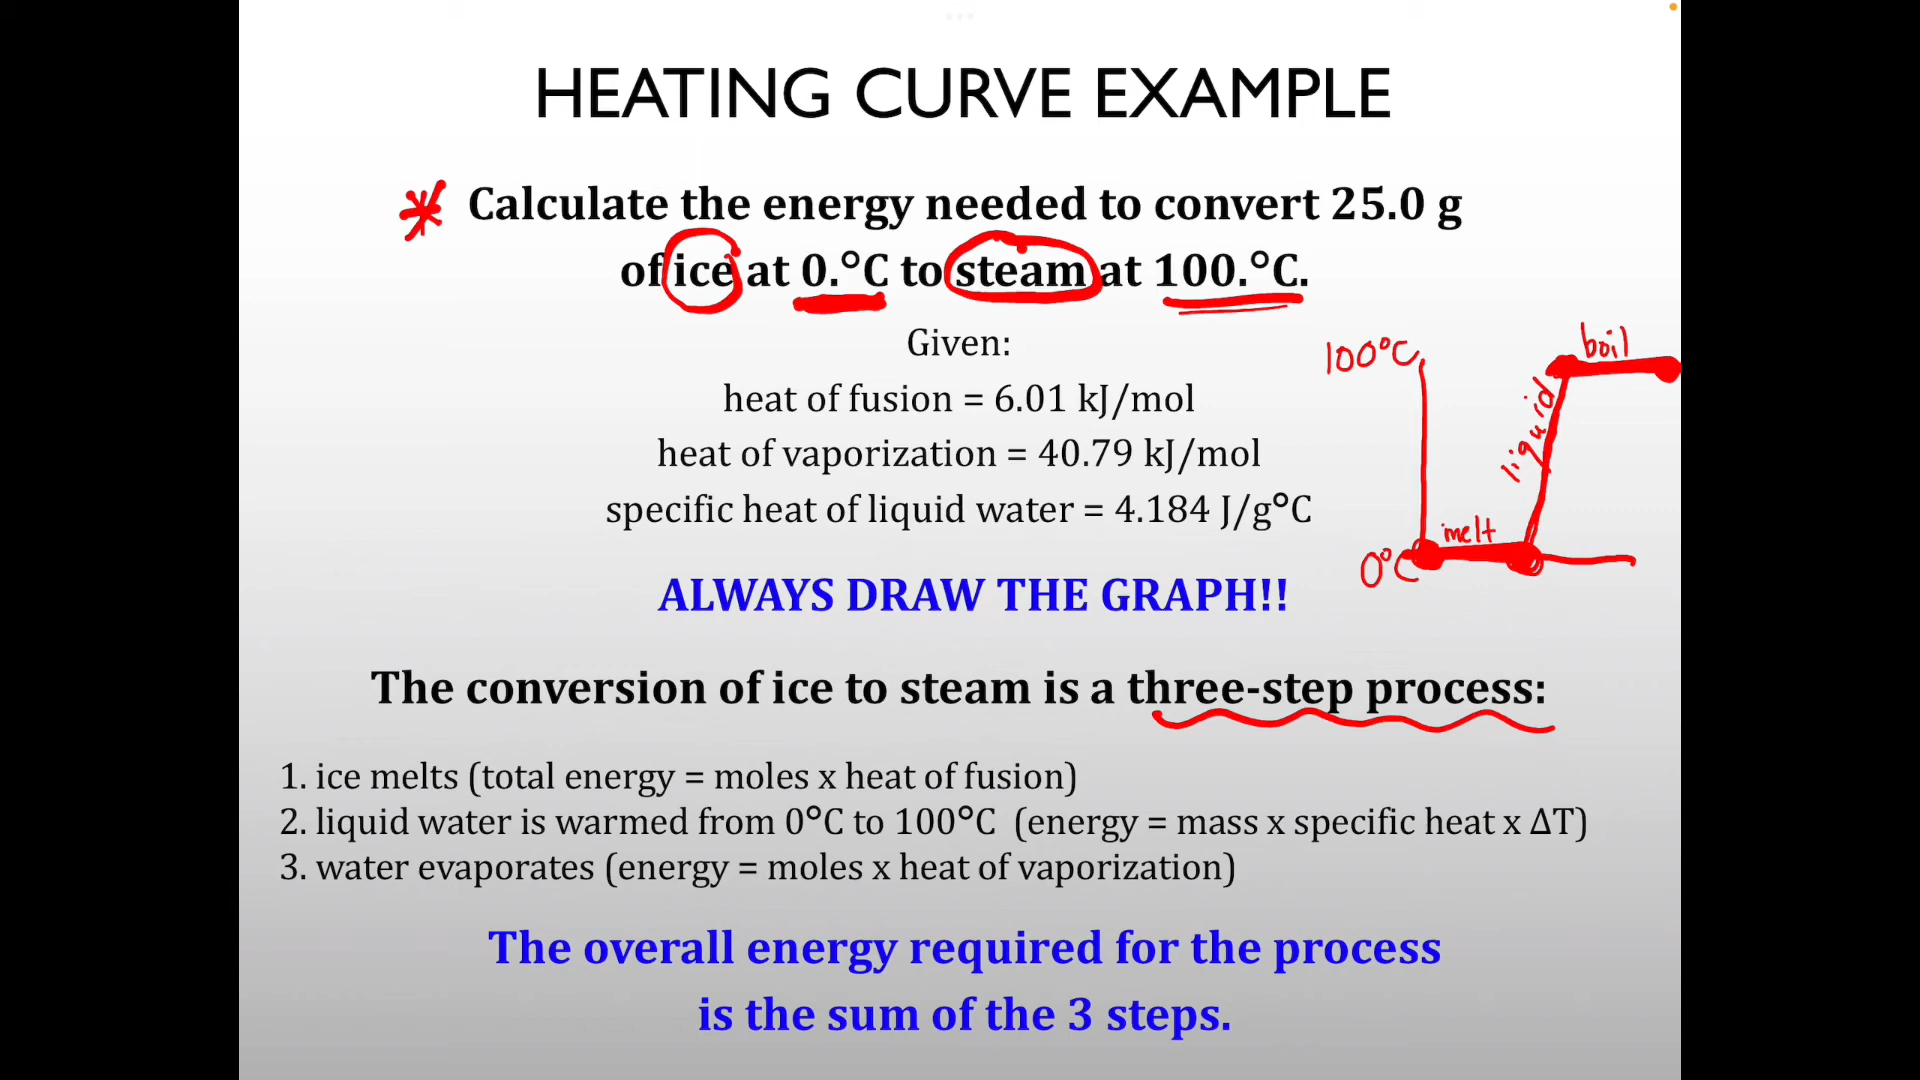 HEATING CURVE EXAMPLE
* Calculate the energy needed to convert 25.0 g
of ice at 0.°C to steam at 100.°C.
Given:
heat of fusion = 6.01 kJ/mol
heat of vaporization = 40.79 kJ/mol
specific heat of liquid water = 4.184 J/g°C
100°C
boil
liquid
melt
0°C
ALWAYS DRAW THE GRAPH!!
The conversion of ice to steam is a three-step process:
1. ice melts (total energy = moles x heat of fusion)
2. liquid water is warmed from 0°C to 100°C (energy = mass x specific heat x ΔT)
3. water evaporates (energy = moles x heat of vaporization)
The overall energy required for the process
is the sum of the 3 steps.